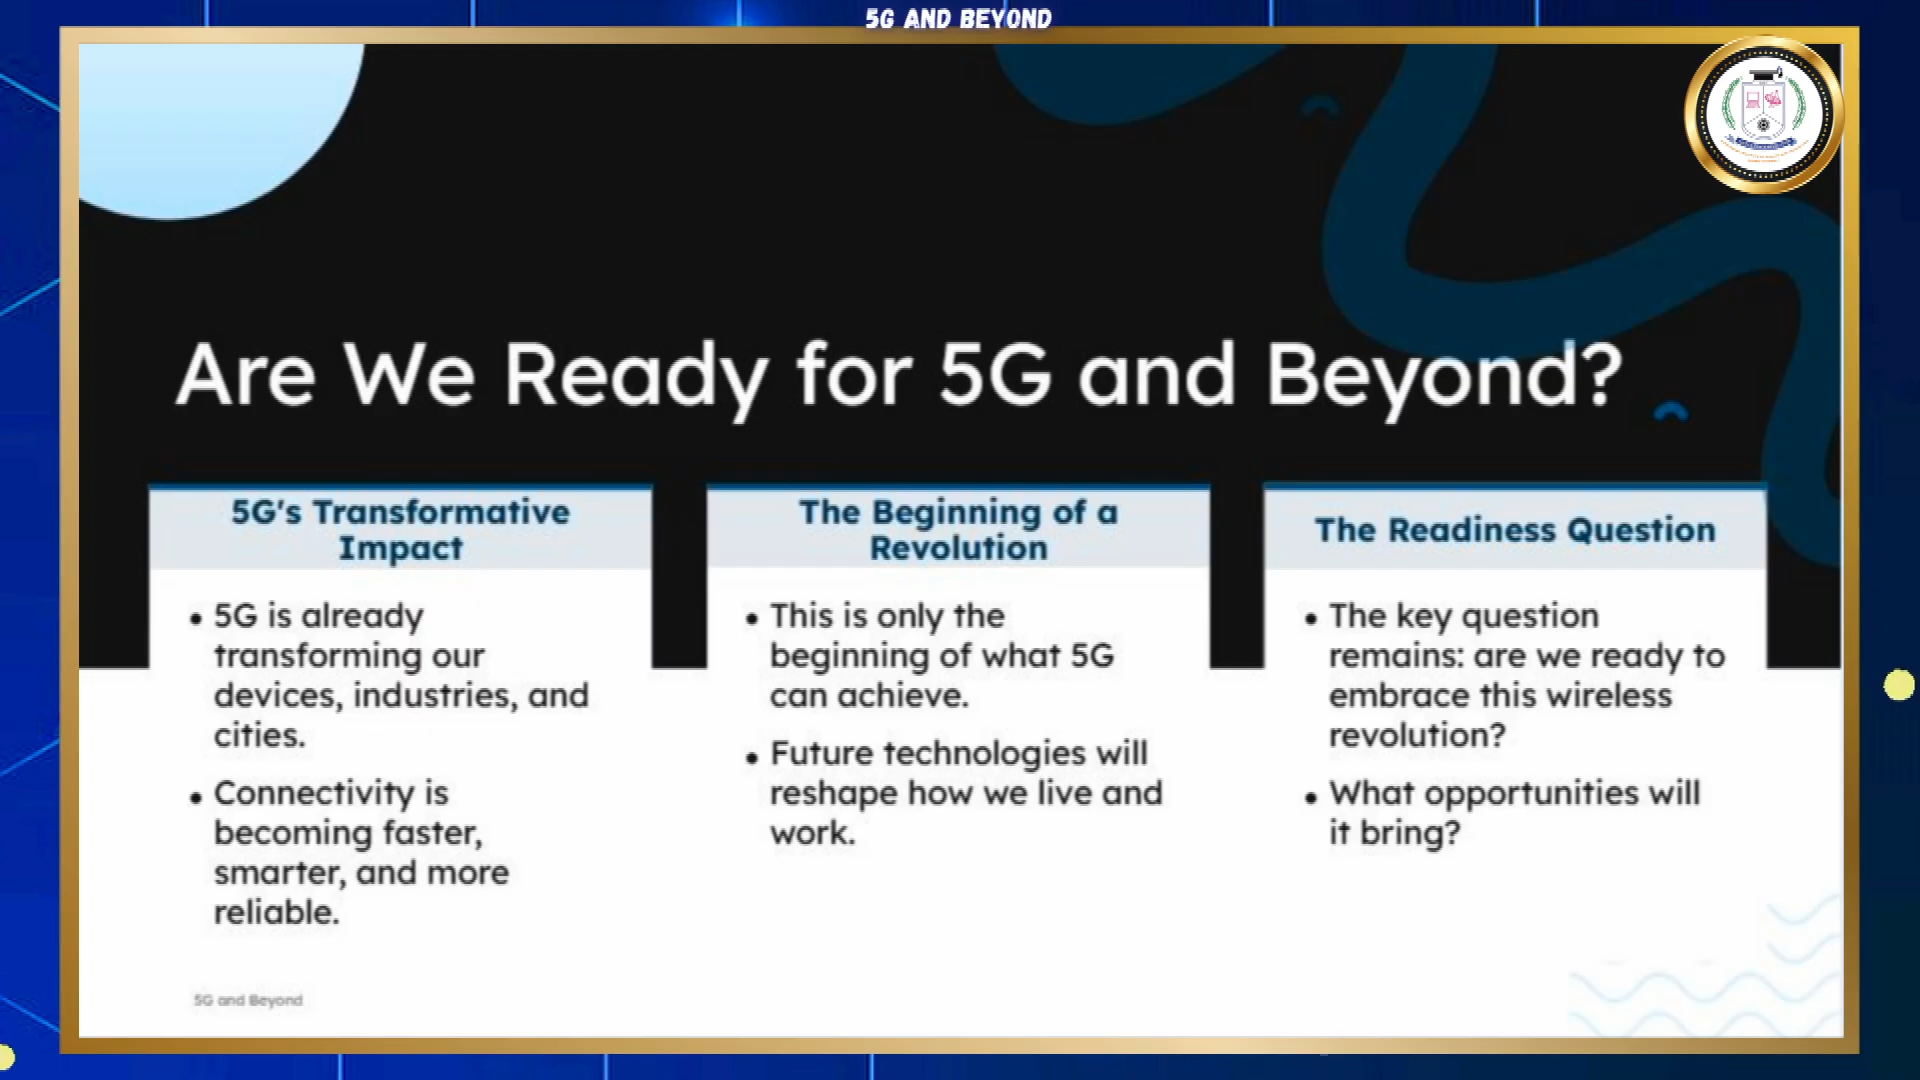 5G AND BEYOND
Are We Ready for 5G and Beyond?
5G's Transformative
Impact
• 5G is already
transforming our
devices, industries, and
cities.
• Connectivity is
becoming faster,
smarter, and more
reliable.
The Beginning of a
Revolution
• This is only the
beginning of what 5G
can achieve.
• Future technologies will
reshape how we live and
work.
The Readiness Question
• The key question
remains: are we ready to
embrace this wireless
revolution?
• What opportunities will
it bring?
5G and Beyond